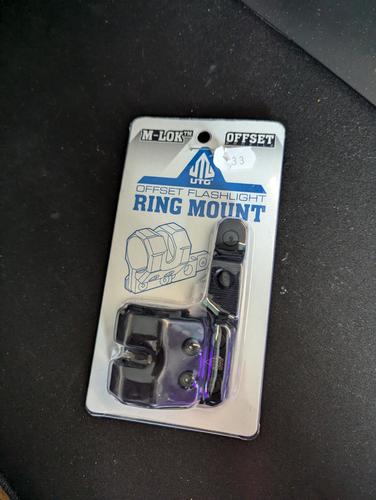 M-LOK™ OFFSET
33
UTG®
OFFSET FLASHLIGHT
RING MOUNT